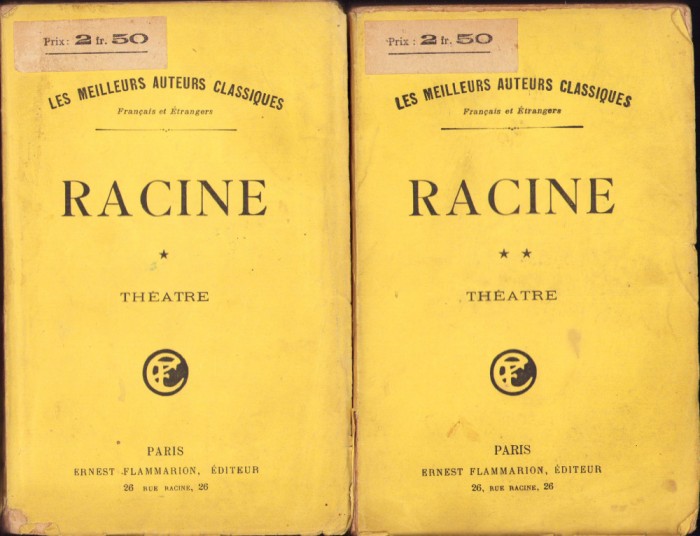 Prix : 2 fr. 50
LES MEILLEURS AUTEURS CLASSIQUES
Français et Étrangers
RACINE
★
THÉATRE
PARIS
ERNEST FLAMMARION, ÉDITEUR
26 RUE RACINE, 26
Prix : 2 fr. 50
LES MEILLEURS AUTEURS CLASSIQUES
Français et Étrangers
RACINE
★ ★
THÉATRE
PARIS
ERNEST FLAMMARION, ÉDITEUR
26, RUE RACINE, 26